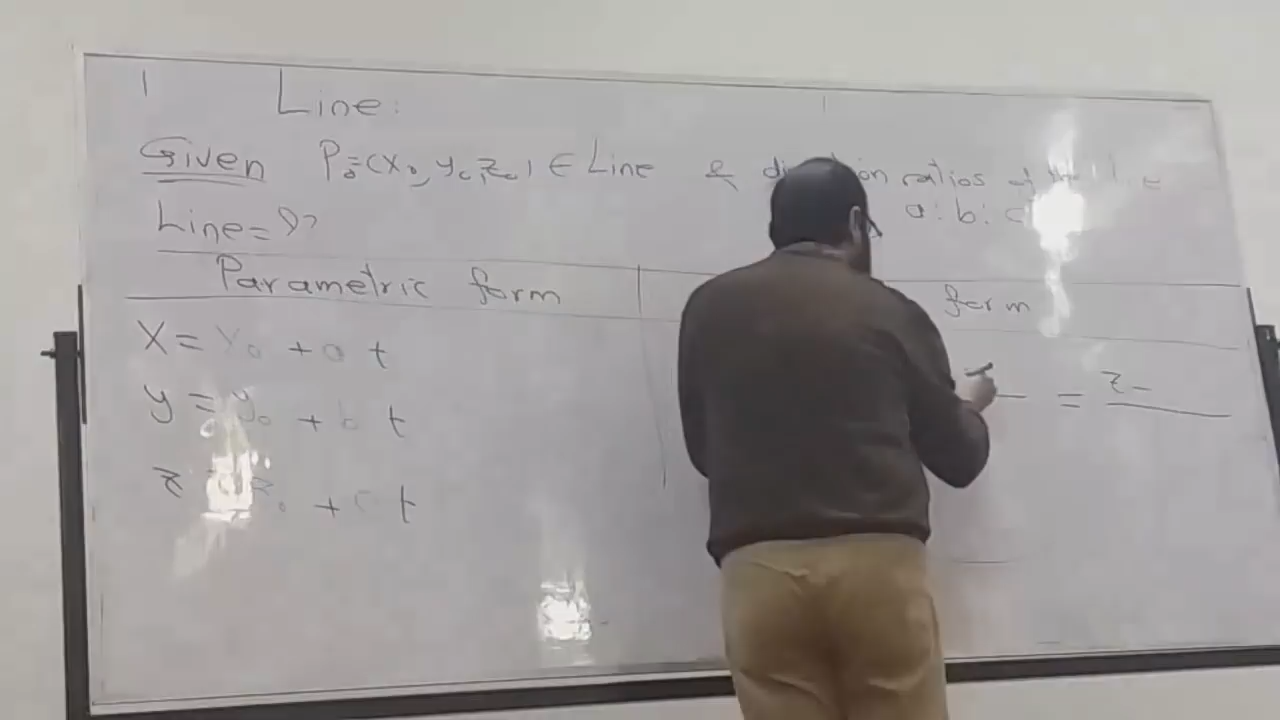 Line:
Given P₀=(x₀, y₀, z₀) ∈ Line & direction ratios of the line
Line=?? a:b:c
Parametric form form
x = x₀ + a t
y = y₀ + b t = z-
z = z₀ + c t